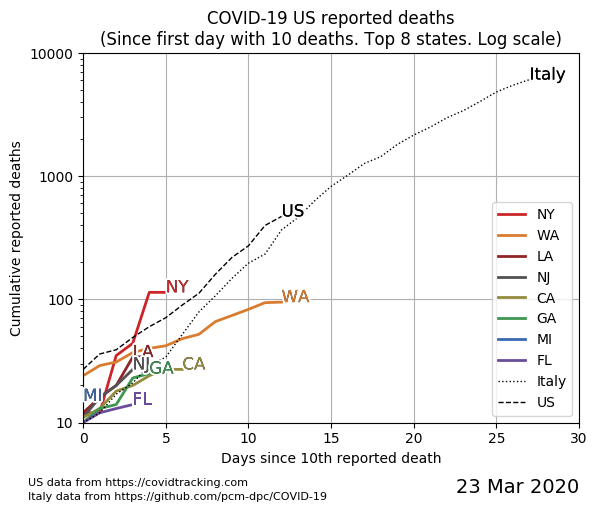 COVID-19 US reported deaths
(Since first day with 10 deaths. Top 8 states. Log scale)
Cumulative reported deaths
10000
1000
100
10
Italy
US
NY
WA
LA
NJ
GA
CA
MI
FL
NY
WA
LA
NJ
CA
GA
MI
FL
Italy
US
0 5 10 15 20 25 30
Days since 10th reported death
US data from https://covidtracking.com
Italy data from https://github.com/pcm-dpc/COVID-19
23 Mar 2020